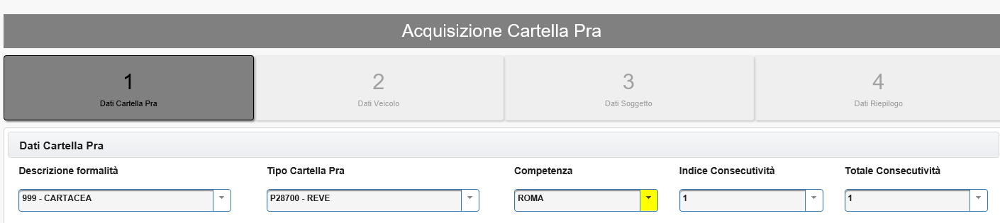 Acquisizione Cartella Pra
1
Dati Cartella Pra
2
Dati Veicolo
3
Dati Soggetto
4
Dati Riepilogo
Dati Cartella Pra
Descrizione formalità
Tipo Cartella Pra
Competenza
Indice Consecutività
Totale Consecutività
999 - CARTACEA
P28700 - REVE
ROMA
1
1